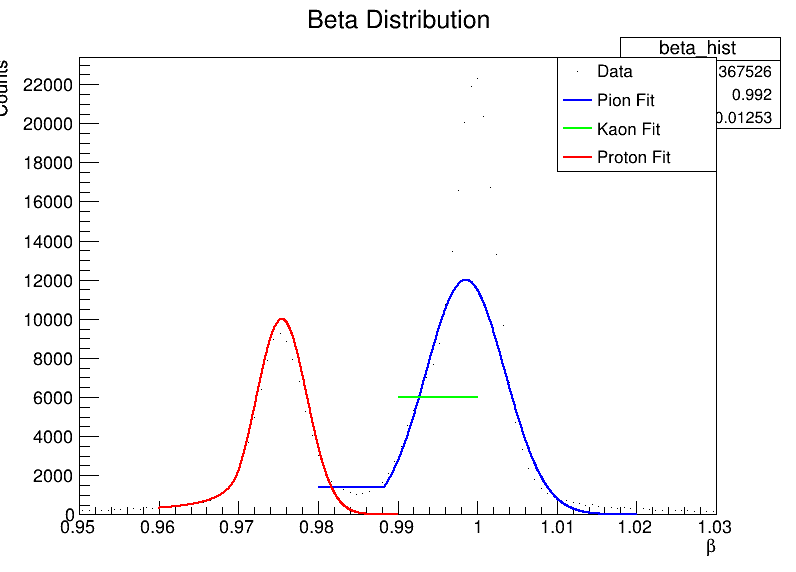 Beta Distribution
beta_hist
367526
0.992
0.01253
Data
Pion Fit
Kaon Fit
Proton Fit
Counts
22000
20000
18000
16000
14000
12000
10000
8000
6000
4000
2000
0
0.95 0.96 0.97 0.98 0.99 1 1.01 1.02 1.03
β